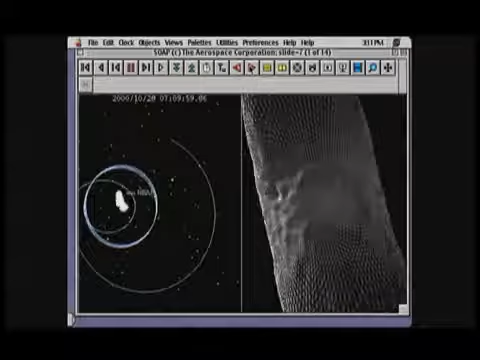 File Edit Clock Objects Views Palettes Utilities Preferences Help Help
SOAP (c) The Aerospace Corporation: slide-7 (1 of 14)
2000/10/28 07:09:59.06